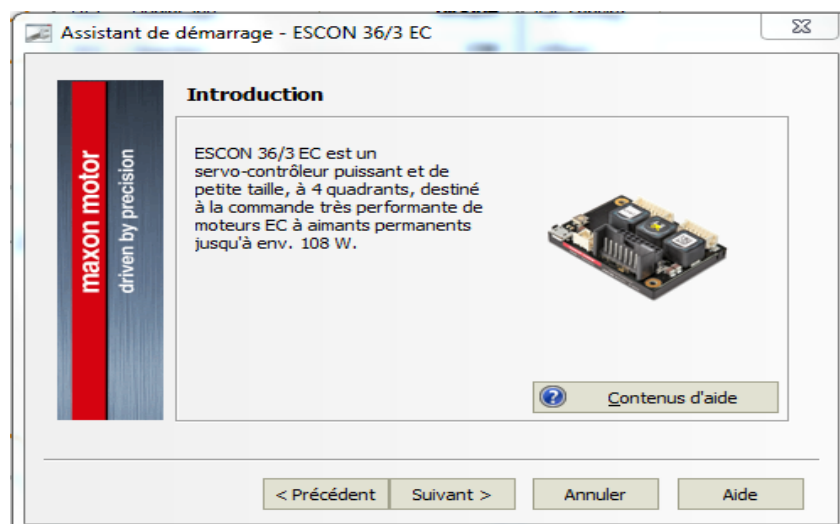 Assistant de démarrage - ESCON 36/3 EC
Introduction
maxon motor
driven by precision
ESCON 36/3 EC est un
servo-contrôleur puissant et de
petite taille, à 4 quadrants, destiné
à la commande très performante de
moteurs EC à aimants permanents
jusqu'à env. 108 W.
Contenus d'aide
< Précédent
Suivant >
Annuler
Aide